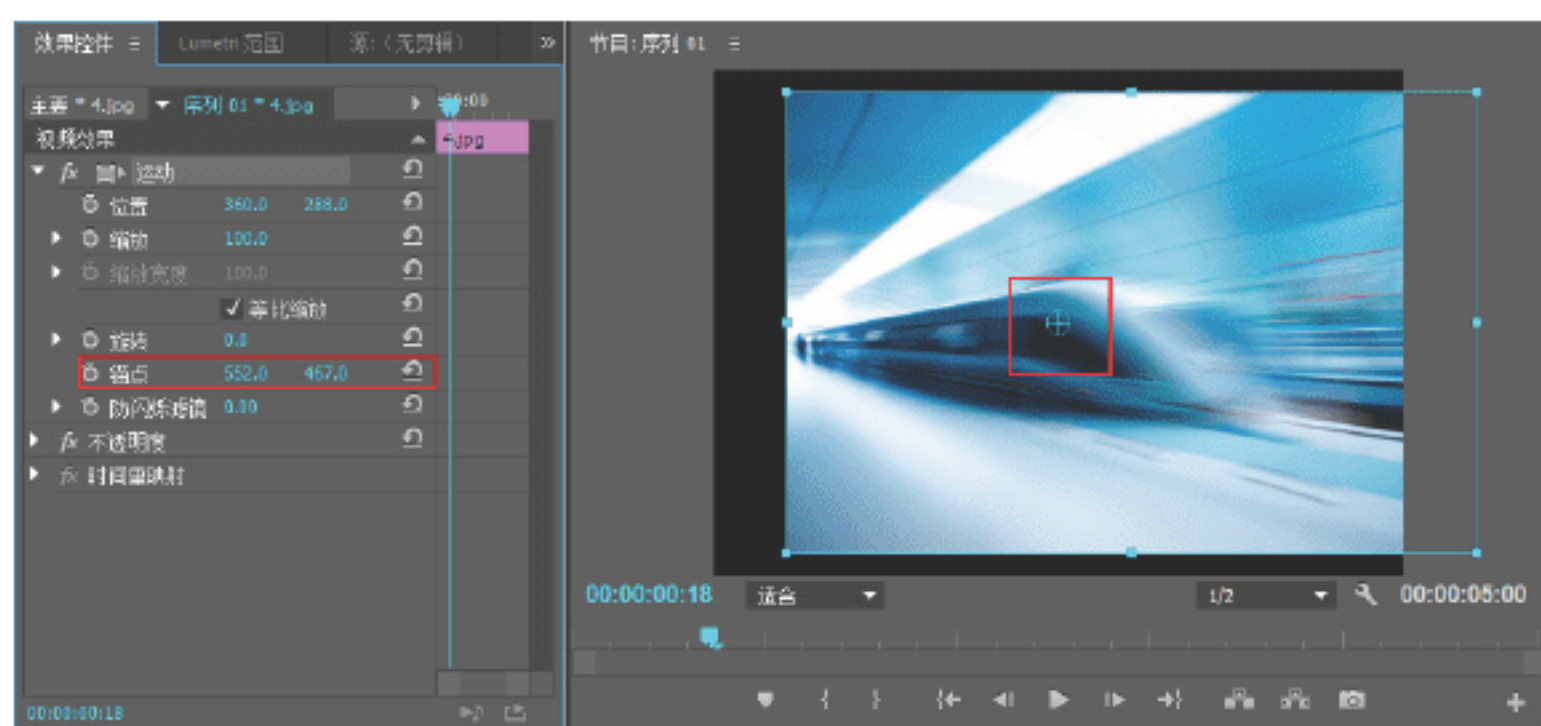 效果控件
Lumetri 范围
源:（无剪辑）
主要 * 4.jpg
序列 01 * 4.jpg
:00:00
视频效果
4.jpg
fx 运动
位置 360.0 288.0
缩放 100.0
缩放宽度 100.0
等比缩放
旋转 0.0
锚点 552.0 467.0
防闪烁滤镜 0.00
fx 不透明度
fx 时间重映射
00:00:00:18
节目: 序列 01
00:00:00:18
适合
1/2
00:00:05:00